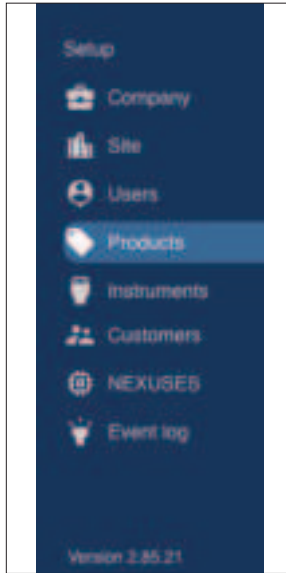 Setup
Company
Site
Users
Products
Instruments
Customers
NEXUSES
Event log
Version 2.85.21